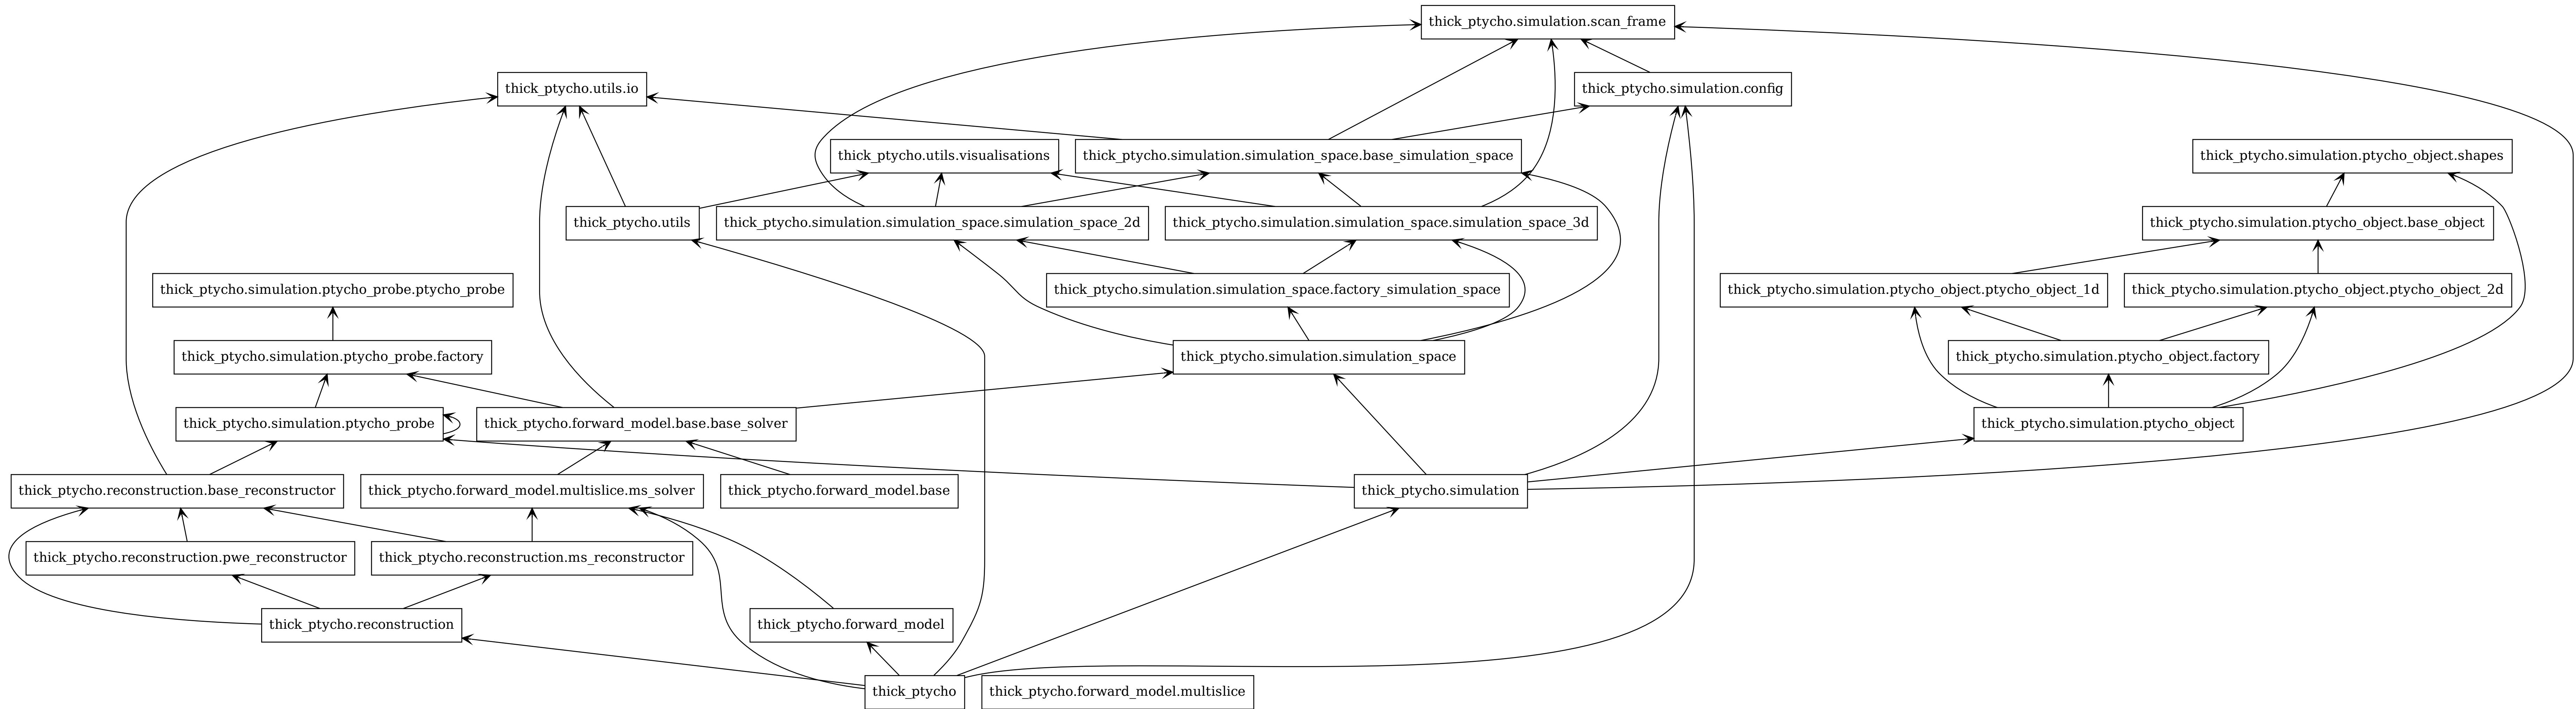 thick_ptycho.simulation.scan_frame
thick_ptycho.utils.io
thick_ptycho.simulation.config
thick_ptycho.utils.visualisations
thick_ptycho.simulation.simulation_space.base_simulation_space
thick_ptycho.simulation.ptycho_object.shapes
thick_ptycho.utils
thick_ptycho.simulation.simulation_space.simulation_space_2d
thick_ptycho.simulation.simulation_space.simulation_space_3d
thick_ptycho.simulation.ptycho_object.base_object
thick_ptycho.simulation.ptycho_probe.ptycho_probe
thick_ptycho.simulation.simulation_space.factory_simulation_space
thick_ptycho.simulation.ptycho_object.ptycho_object_1d
thick_ptycho.simulation.ptycho_object.ptycho_object_2d
thick_ptycho.simulation.ptycho_probe.factory
thick_ptycho.simulation.simulation_space
thick_ptycho.simulation.ptycho_object.factory
thick_ptycho.simulation.ptycho_probe
thick_ptycho.forward_model.base.base_solver
thick_ptycho.simulation.ptycho_object
thick_ptycho.reconstruction.base_reconstructor
thick_ptycho.forward_model.multislice.ms_solver
thick_ptycho.forward_model.base
thick_ptycho.simulation
thick_ptycho.reconstruction.pwe_reconstructor
thick_ptycho.reconstruction.ms_reconstructor
thick_ptycho.reconstruction
thick_ptycho.forward_model
thick_ptycho
thick_ptycho.forward_model.multislice